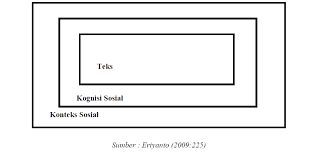 Teks
Kognisi Sosial
Konteks Sosial
Sumber : Eriyanto (2009:225)